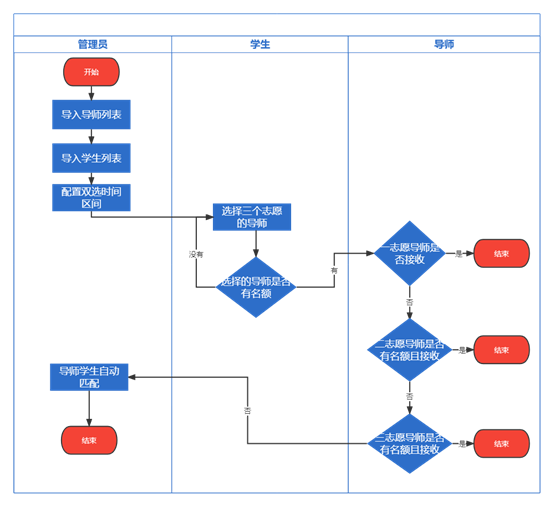 管理员
学生
导师
开始
导入导师列表
导入学生列表
配置双选时间
区间
选择三个志愿
的导师
没有
选择的导师是否
有名额
有
一志愿导师是
否接收
是
结束
否
二志愿导师是否
有名额且接收
是
结束
否
三志愿导师是否
有名额且接收
是
结束
否
导师学生自动
匹配
结束